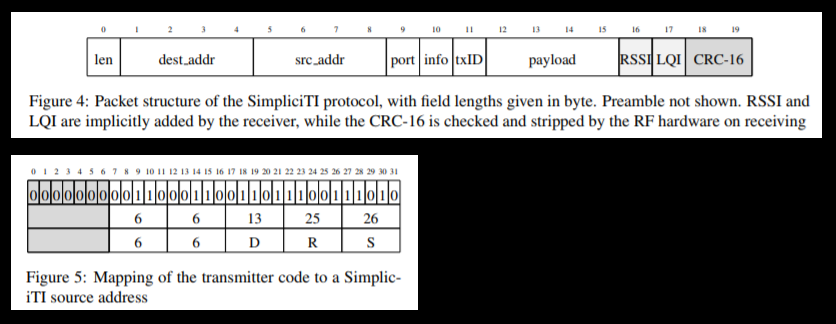 0 1 2 3 4 5 6 7 8 9 10 11 12 13 14 15 16 17 18 19
len dest_addr src_addr port info txID payload RSSI LQI CRC-16
Figure 4: Packet structure of the SimpliciTI protocol, with field lengths given in byte. Preamble not shown. RSSI and
LQI are implicitly added by the receiver, while the CRC-16 is checked and stripped by the RF hardware on receiving
0 1 2 3 4 5 6 7 8 9 10 11 12 13 14 15 16 17 18 19 20 21 22 23 24 25 26 27 28 29 30 31
0 0 0 0 0 0 0 0 0 1 1 0 0 0 1 1 0 0 1 1 0 1 1 1 0 0 1 1 1 0 1 0
6 6 13 25 26
6 6 D R S
Figure 5: Mapping of the transmitter code to a Simplic-
iTI source address